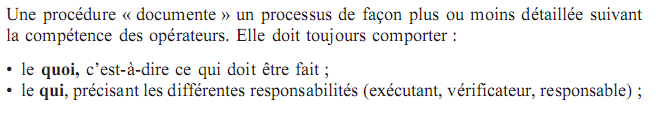 Une procédure « documente » un processus de façon plus ou moins détaillée suivant
la compétence des opérateurs. Elle doit toujours comporter :
• le quoi, c’est-à-dire ce qui doit être fait ;
• le qui, précisant les différentes responsabilités (exécutant, vérificateur, responsable) ;